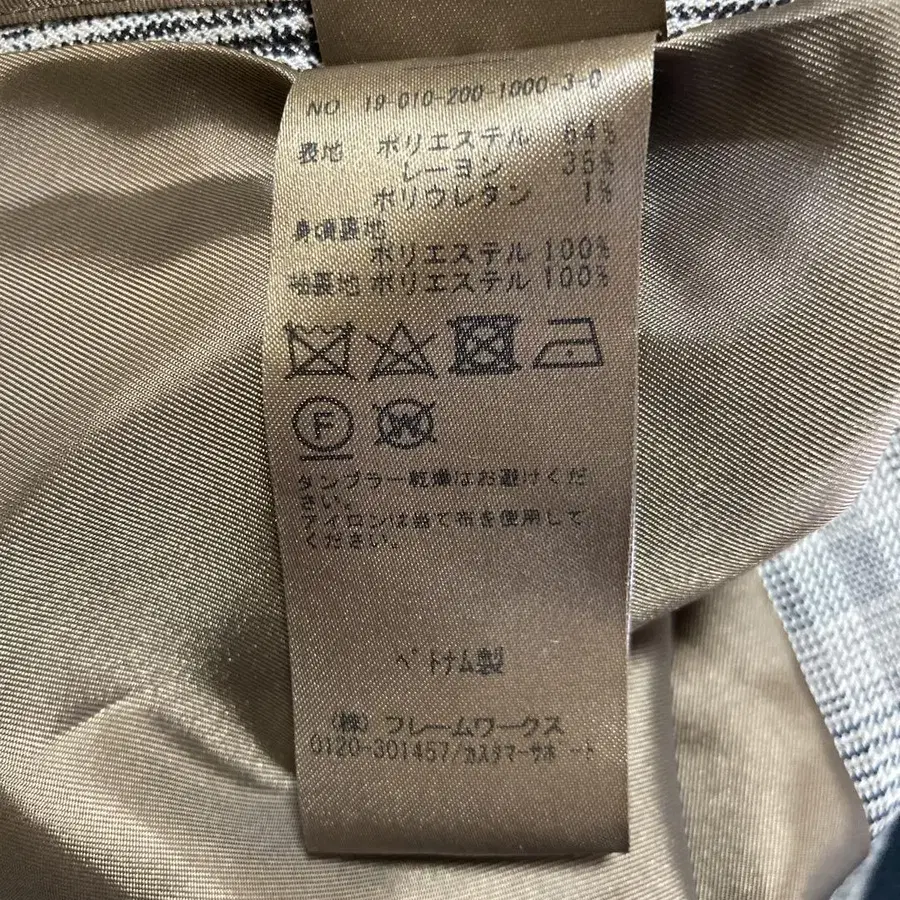 NO 19-010-200-1000-3-0
表地 ポリエステル 64%
レーヨン 35%
ポリウレタン 1%
身頃裏地
ポリエステル 100%
袖裏地 ポリエステル 100%
F W
タンブラー乾燥はお避けくだ
さい。
アイロンは当て布を使用して
ください。
ベトナム製
(株) フレームワークス
0120-301457/カスタマーサポート